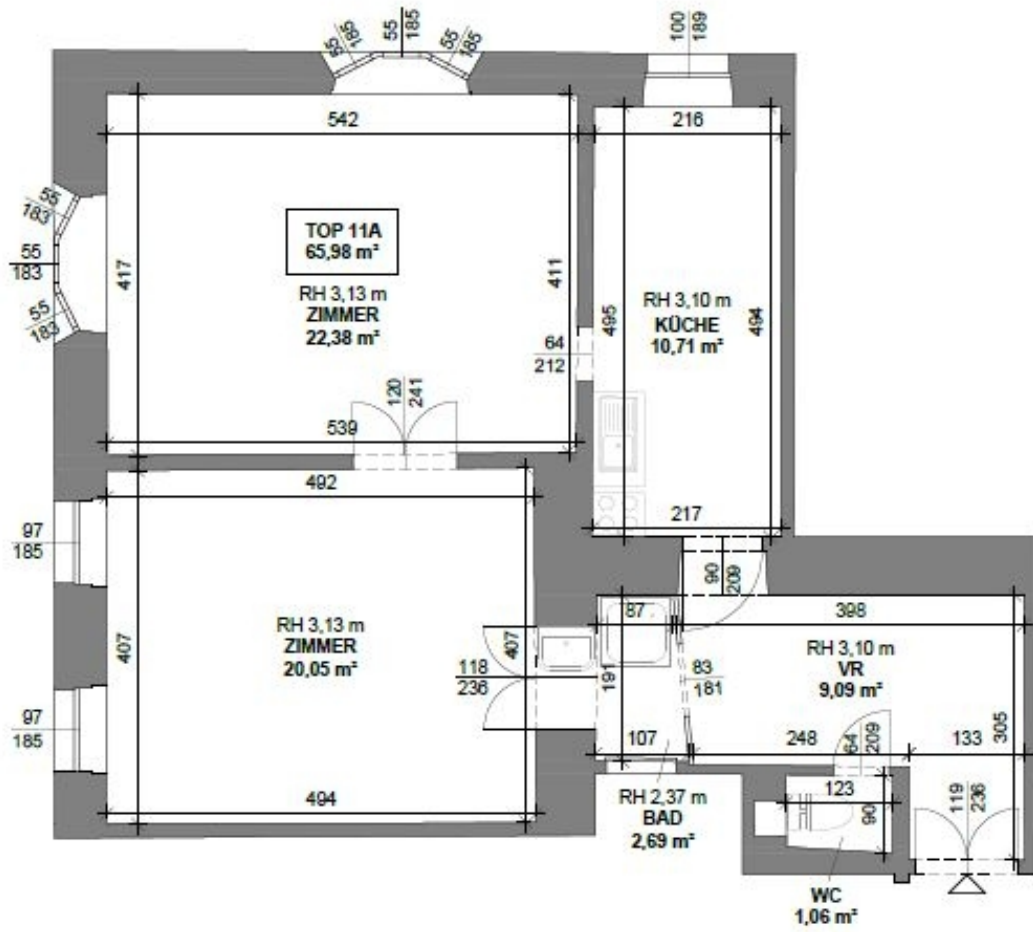 55
185
55
185
55
185
100
189
542
216
55
183
55
183
55
183
TOP 11A
65,98 m²
RH 3,13 m
ZIMMER
22,38 m²
417
411
RH 3,10 m
KÜCHE
10,71 m²
495
494
64
212
120
241
539
492
217
97
185
90
209
87
398
RH 3,13 m
ZIMMER
20,05 m²
407
407
118
236
191
83
181
RH 3,10 m
VR
9,09 m²
305
97
185
107
248
64
209
133
494
RH 2,37 m
BAD
2,69 m²
123
90
119
236
WC
1,06 m²